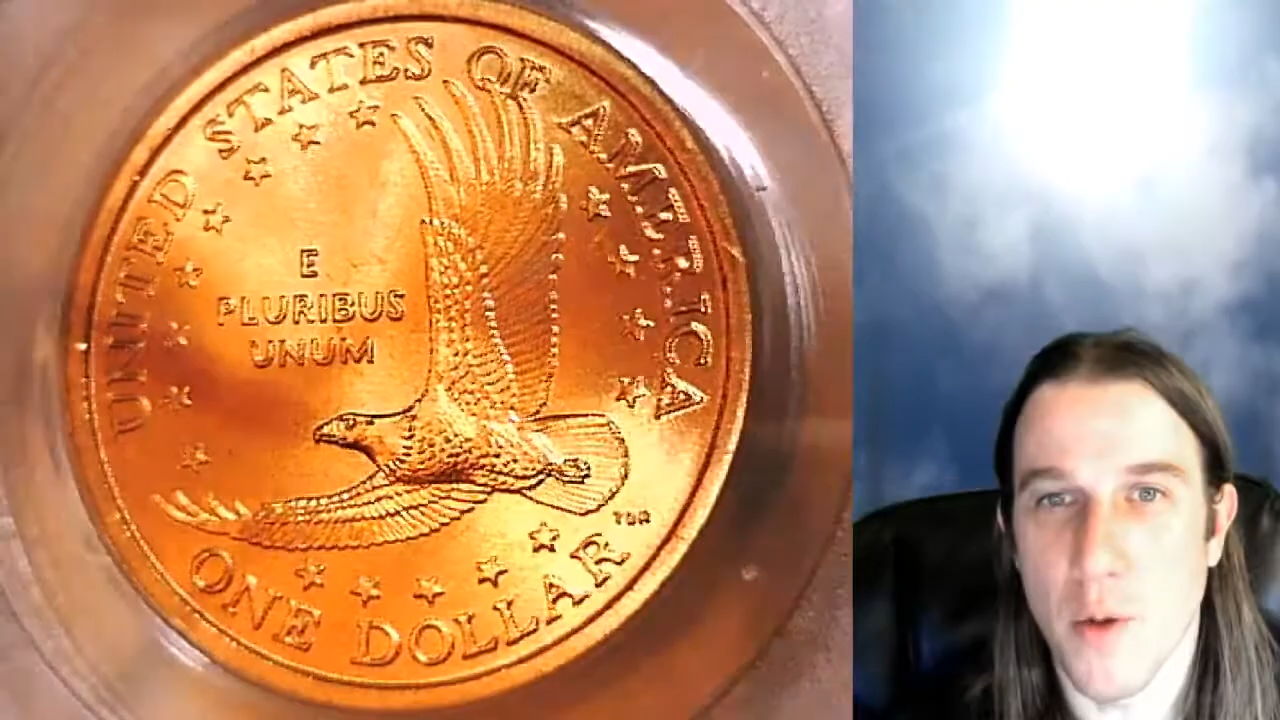 UNITED STATES OF AMERICA
E
PLURIBUS
UNUM
TDR
ONE DOLLAR